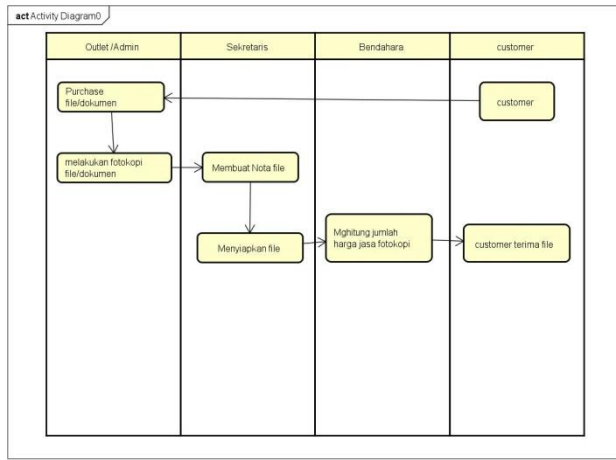 act Activity Diagram0
Outlet /Admin
Sekretaris
Bendahara
customer
Purchase
file/dokumen
customer
melakukan fotokopi
file/dokumen
Membuat Nota file
Menyiapkan file
Mghitung jumlah
harga jasa fotokopi
customer terima file